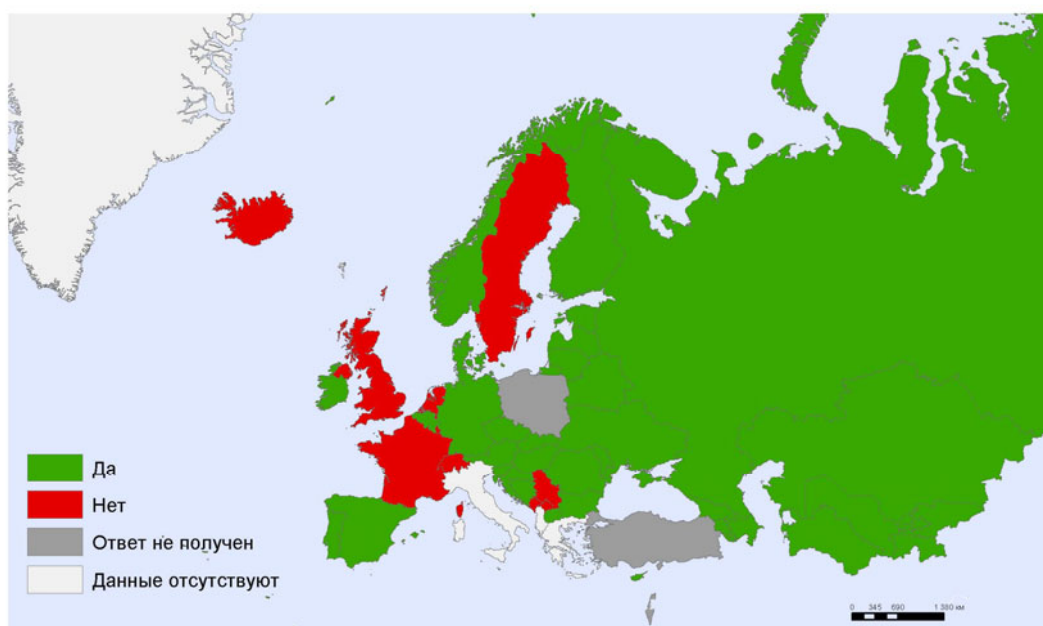 Да
Нет
Ответ не получен
Данные отсутствуют
0 345 690 1 380 км